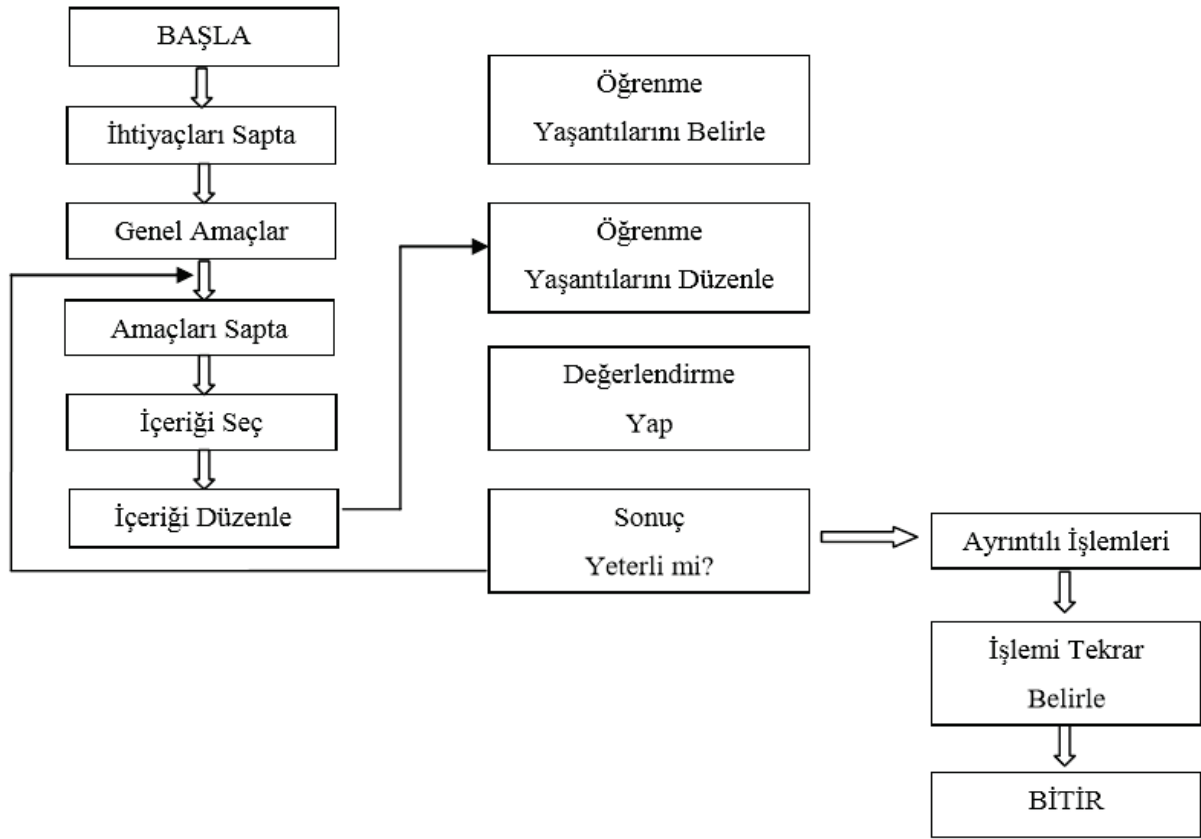 BAŞLA
İhtiyaçları Sapta
Genel Amaçlar
Amaçları Sapta
İçeriği Seç
İçeriği Düzenle
Öğrenme
Yaşantılarını Belirle
Öğrenme
Yaşantılarını Düzenle
Değerlendirme
Yap
Sonuç
Yeterli mi?
Ayrıntılı İşlemleri
İşlemi Tekrar
Belirle
BİTİR